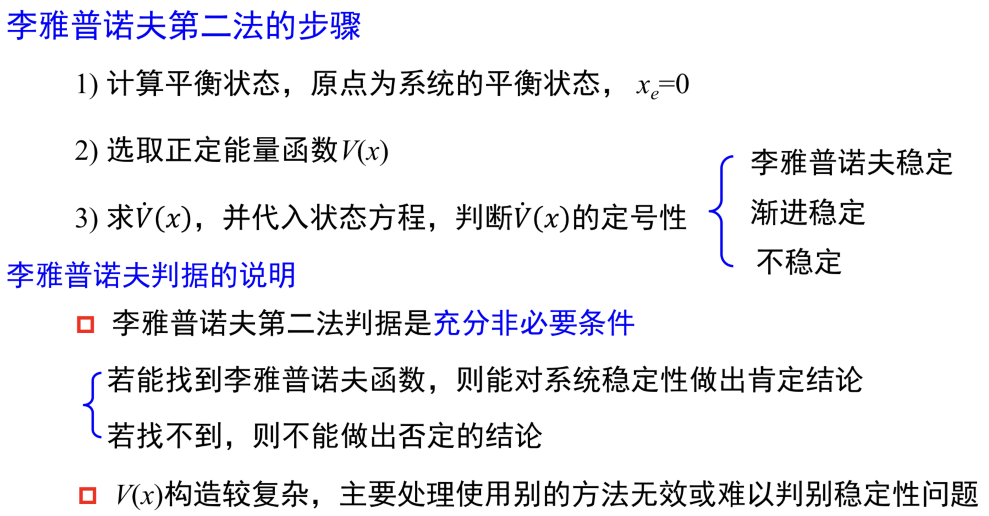 李雅普诺夫第二法的步骤
1) 计算平衡状态，原点为系统的平衡状态， xₑ=0
2) 选取正定能量函数V(x)
3) 求V̇(x)，并代入状态方程，判断V̇(x)的定号性
李雅普诺夫稳定
渐进稳定
不稳定
李雅普诺夫判据的说明
李雅普诺夫第二法判据是充分非必要条件
若能找到李雅普诺夫函数，则能对系统稳定性做出肯定结论
若找不到，则不能做出否定的结论
V(x)构造较复杂，主要处理使用别的方法无效或难以判别稳定性问题